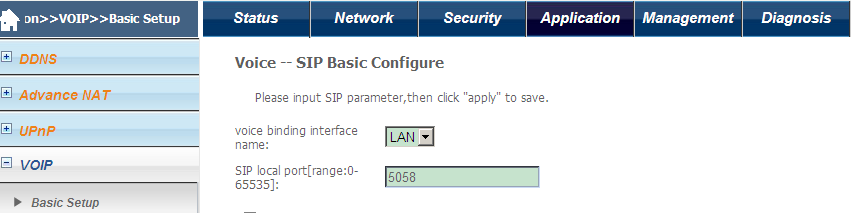 on>>VOIP>>Basic Setup
Status Network Security Application Management Diagnosis
DDNS
Advance NAT
UPnP
VOIP
Basic Setup
Voice -- SIP Basic Configure
Please input SIP parameter,then click "apply" to save.
voice binding interface
name:
LAN
SIP local port[range:0-
65535]:
5058